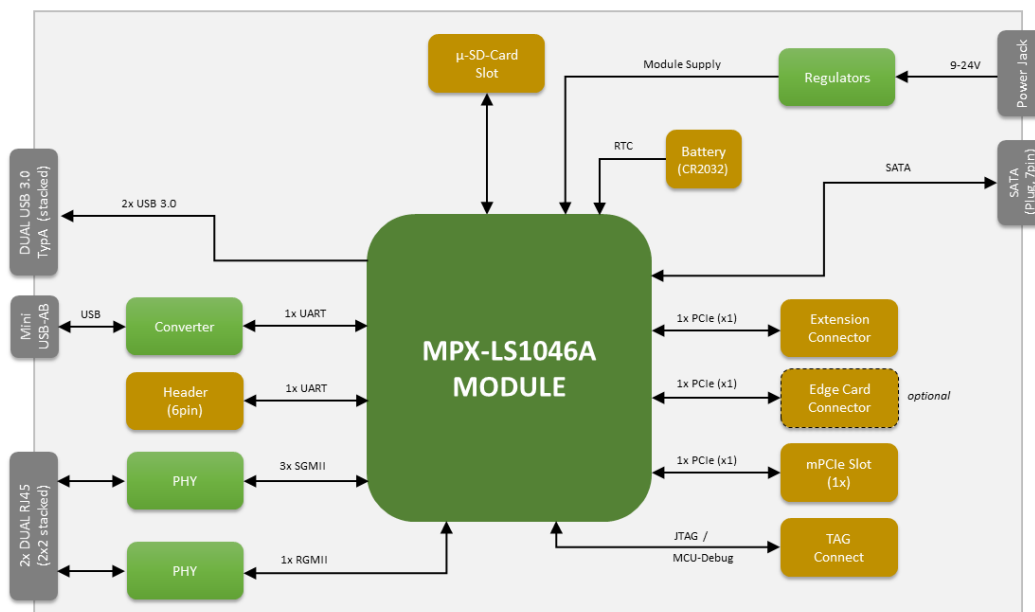 μ-SD-Card
Slot
Module Supply
Regulators
9-24V
Power Jack
RTC
Battery
(CR2032)
SATA
SATA
(Plug, 7pin)
DUAL USB 3.0
TypA (stacked)
2x USB 3.0
Mini
USB-AB
USB
Converter
1x UART
MPX-LS1046A
MODULE
1x PCIe (x1)
Extension
Connector
Header
(6pin)
1x UART
1x PCIe (x1)
Edge Card
Connector
optional
2x DUAL RJ45
(2x2 stacked)
PHY
3x SGMII
1x PCIe (x1)
mPCIe Slot
(1x)
PHY
1x RGMII
JTAG /
MCU-Debug
TAG
Connect